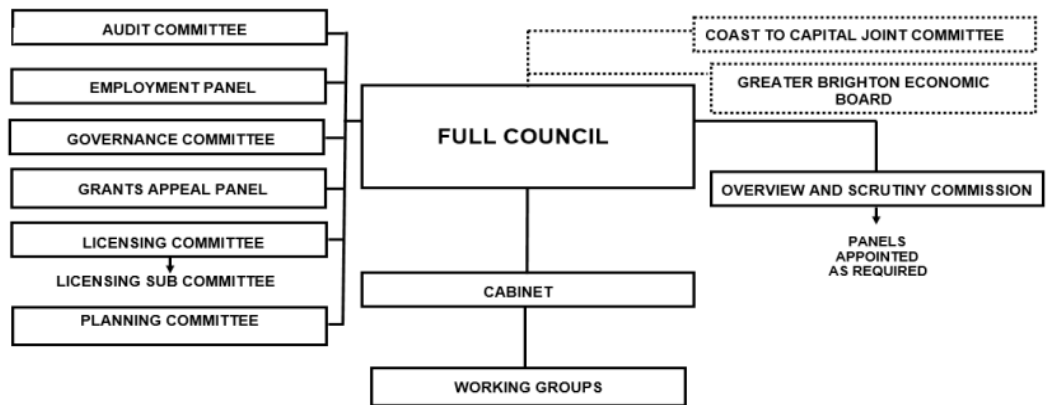 AUDIT COMMITTEE
EMPLOYMENT PANEL
GOVERNANCE COMMITTEE
GRANTS APPEAL PANEL
LICENSING COMMITTEE
LICENSING SUB COMMITTEE
PLANNING COMMITTEE
FULL COUNCIL
CABINET
WORKING GROUPS
COAST TO CAPITAL JOINT COMMITTEE
GREATER BRIGHTON ECONOMIC
BOARD
OVERVIEW AND SCRUTINY COMMISSION
PANELS
APPOINTED
AS REQUIRED